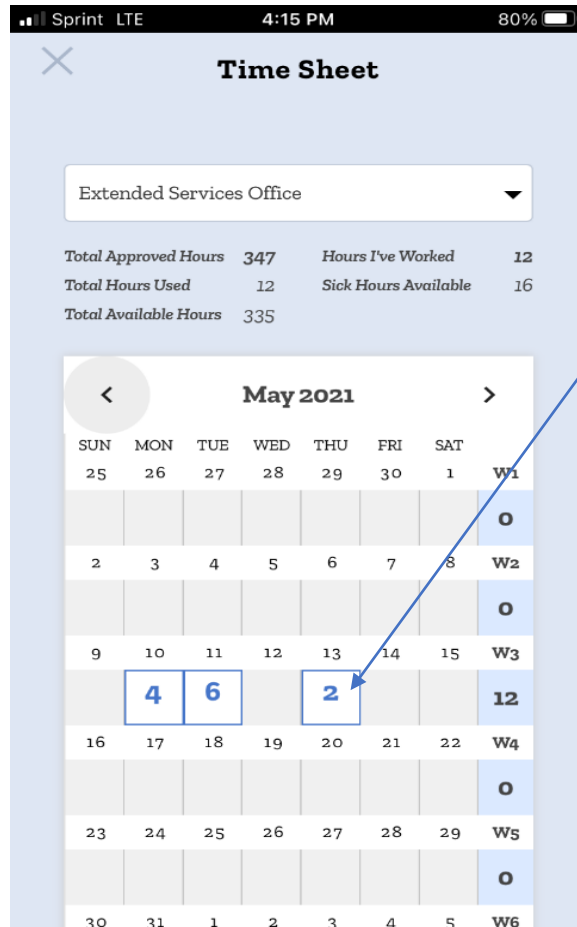 Sprint LTE 4:15 PM 80%
Time Sheet
Extended Services Office
Total Approved Hours 347 Hours I've Worked 12
Total Hours Used 12 Sick Hours Available 16
Total Available Hours 335
May 2021
SUN MON TUE WED THU FRI SAT
25 26 27 28 29 30 1 W1
0
2 3 4 5 6 7 8 W2
0
9 10 11 12 13 14 15 W3
4 6 2 12
16 17 18 19 20 21 22 W4
0
23 24 25 26 27 28 29 W5
0
30 31 1 2 3 4 5 W6